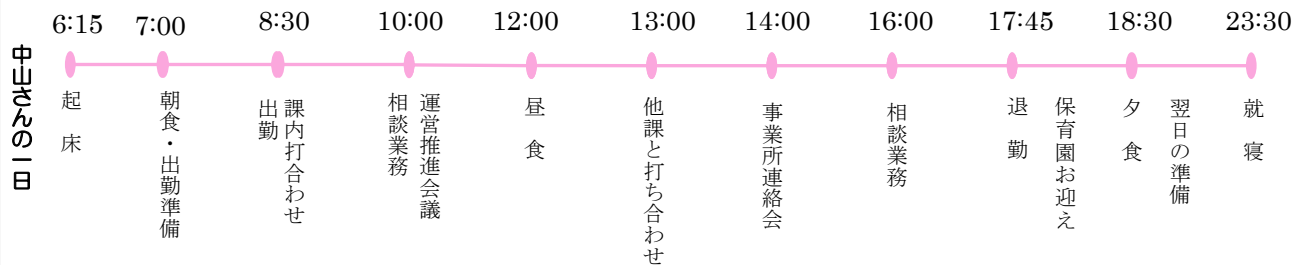 中山さんの一日
6:15
起床
7:00
朝食・出勤準備
8:30
課内打合わせ
出勤
10:00
運営推進会議
相談業務
12:00
昼食
13:00
他課と打ち合わせ
14:00
事業所連絡会
16:00
相談業務
17:45
退勤
保育園お迎え
18:30
夕食
翌日の準備
23:30
就寝